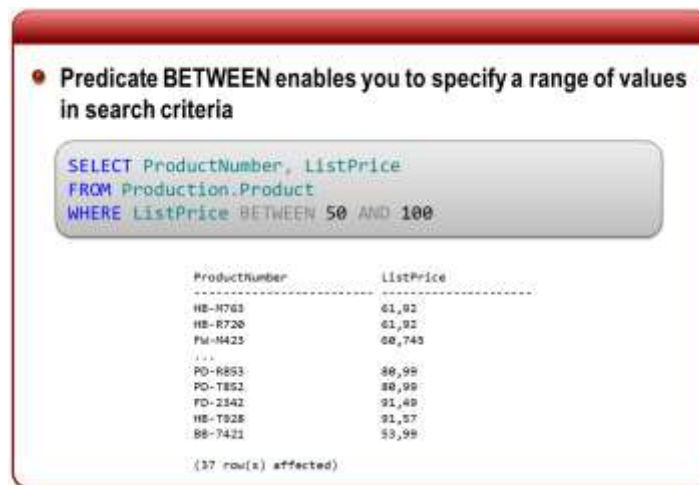 Predicate BETWEEN enables you to specify a range of values
in search criteria
SELECT ProductNumber, ListPrice
FROM Production.Product
WHERE ListPrice BETWEEN 50 AND 100
ProductNumber ListPrice
------------------------- ---------------------
HB-M763 61,92
HB-R720 61,92
FW-M423 60,745
...
PD-R853 80,99
PD-T852 80,99
FD-2342 91,49
HB-T928 91,57
BB-7421 53,99
(37 row(s) affected)